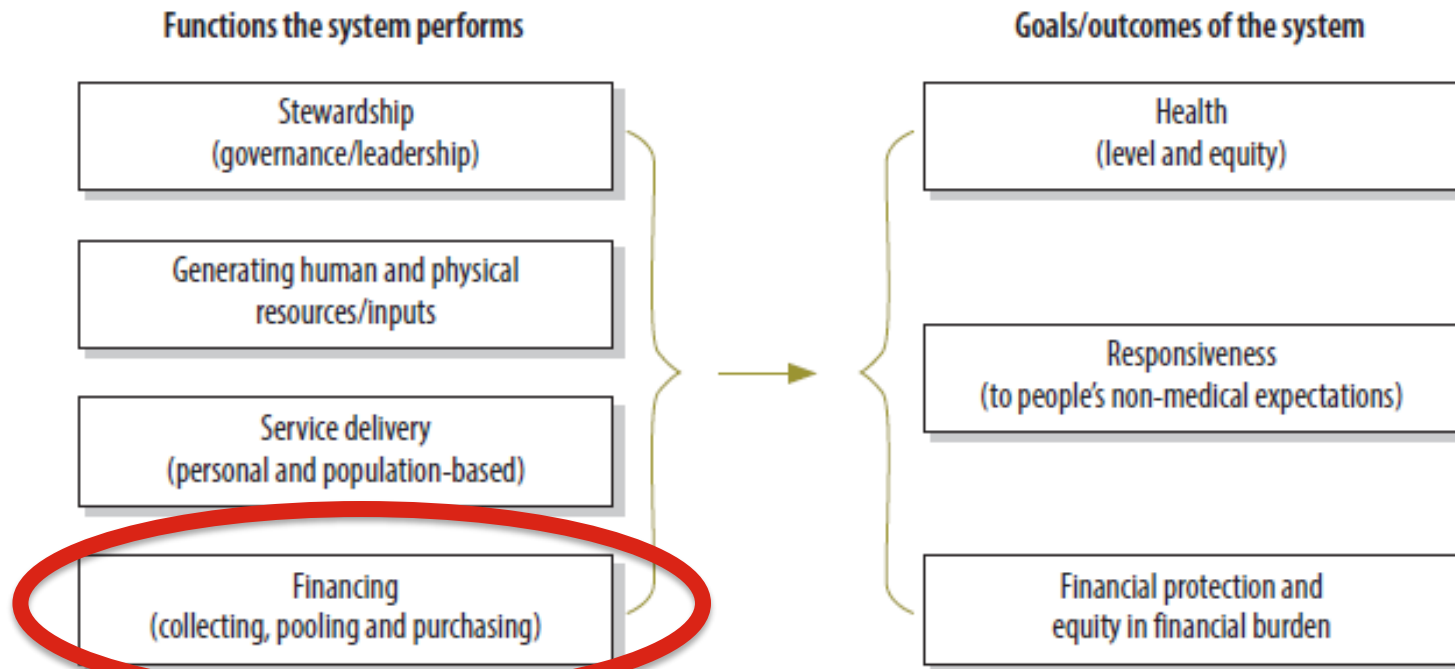 Functions the system performs
Stewardship
(governance/leadership)
Generating human and physical
resources/inputs
Service delivery
(personal and population-based)
Financing
(collecting, pooling and purchasing)
Goals/outcomes of the system
Health
(level and equity)
Responsiveness
(to people’s non-medical expectations)
Financial protection and
equity in financial burden